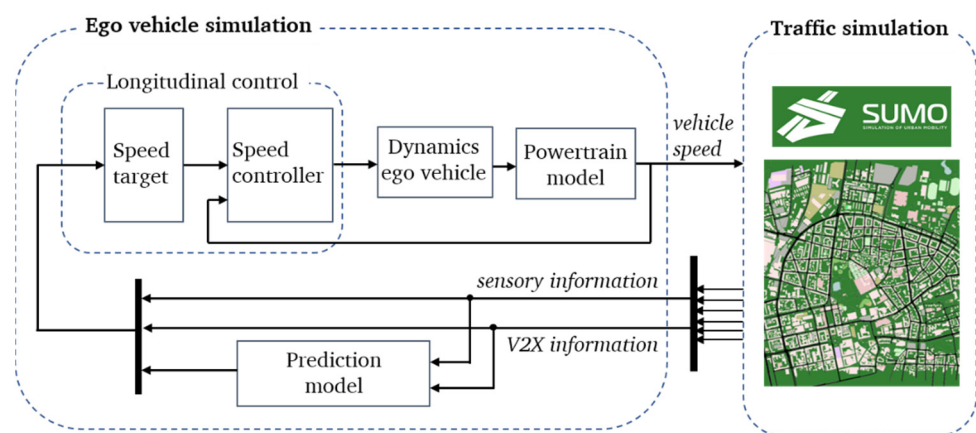 Ego vehicle simulation
Traffic simulation
Longitudinal control
Speed
target
Speed
controller
Dynamics
ego vehicle
Powertrain
model
vehicle
speed
SUMO
SIMULATION OF URBAN MOBILITY
sensory information
V2X information
Prediction
model